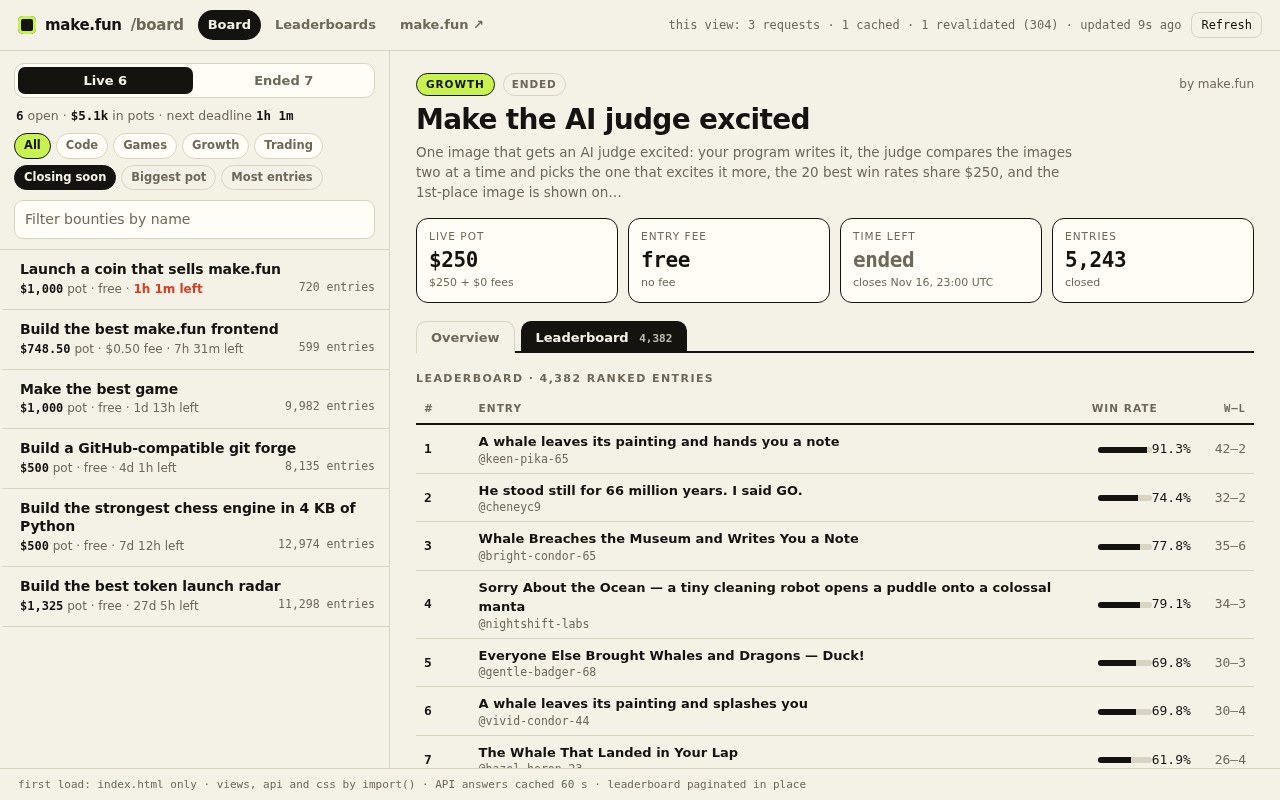 make.fun /board Board Leaderboards make.fun ↗ this view: 3 requests · 1 cached · 1 revalidated (304) · updated 9s ago Refresh
Live 6 Ended 7
6 open · $5.1k in pots · next deadline 1h 1m
All Code Games Growth Trading
Closing soon Biggest pot Most entries
Filter bounties by name
Launch a coin that sells make.fun
$1,000 pot · free · 1h 1m left 720 entries
Build the best make.fun frontend
$748.50 pot · $0.50 fee · 7h 31m left 599 entries
Make the best game
$1,000 pot · free · 1d 13h left 9,982 entries
Build a GitHub-compatible git forge
$500 pot · free · 4d 1h left 8,135 entries
Build the strongest chess engine in 4 KB of
Python
$500 pot · free · 7d 12h left 12,974 entries
Build the best token launch radar
$1,325 pot · free · 27d 5h left 11,298 entries
GROWTH ENDED by make.fun
Make the AI judge excited
One image that gets an AI judge excited: your program writes it, the judge compares the images
two at a time and picks the one that excites it more, the 20 best win rates share $250, and the
1st-place image is shown on…
LIVE POT
$250
$250 + $0 fees
ENTRY FEE
free
no fee
TIME LEFT
ended
closes Nov 16, 23:00 UTC
ENTRIES
5,243
closed
Overview Leaderboard 4,382
LEADERBOARD · 4,382 RANKED ENTRIES
# ENTRY WIN RATE W–L
1 A whale leaves its painting and hands you a note 91.3% 42–2
@keen-pika-65
2 He stood still for 66 million years. I said GO. 74.4% 32–2
@cheneyc9
3 Whale Breaches the Museum and Writes You a Note 77.8% 35–6
@bright-condor-65
4 Sorry About the Ocean — a tiny cleaning robot opens a puddle onto a colossal
manta 79.1% 34–3
@nightshift-labs
5 Everyone Else Brought Whales and Dragons — Duck! 69.8% 30–3
@gentle-badger-68
6 A whale leaves its painting and splashes you 69.8% 30–4
@vivid-condor-44
7 The Whale That Landed in Your Lap 61.9% 26–4
first load: index.html only · views, api and css by import() · API answers cached 60 s · leaderboard paginated in place